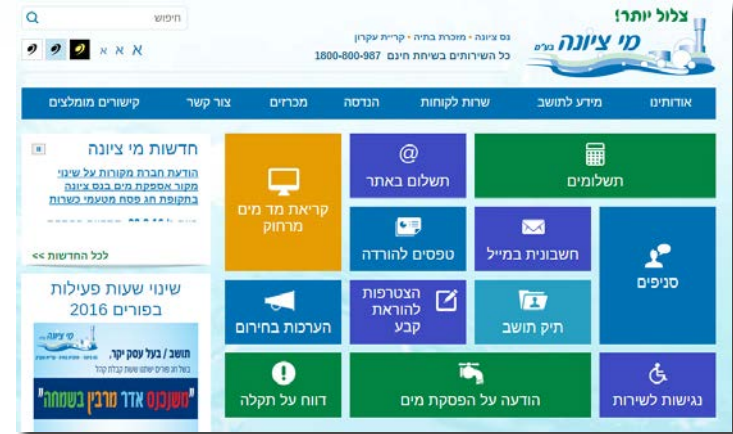 צלול יותר!
מי ציונה בע"מ
נס ציונה • מזכרת בתיה • קריית עקרון
כל השירותים בשיחת חינם 1800-800-987
חיפוש
א א א
אודותינו
מידע לתושב
שרות לקוחות
הנדסה
מכרזים
צור קשר
קישורים מומלצים
תשלומים
@
תשלום באתר
קריאת מד מים
מרחוק
סניפים
חשבונית במייל
טפסים להורדה
תיק תושב
הצטרפות
להוראת
קבע
הערכות בחירום
נגישות לשירות
הודעה על הפסקת מים
דווח על תקלה
חדשות מי ציונה
הודעת חברת מקורות על שינוי
מקור אספקת מים בנס ציונה
בתקופת חג פסח מטעמי כשרות
לכל החדשות >>
שינוי שעות פעילות
בפורים 2016
מי ציונה
תושב / בעל עסק יקר,
"משנכנס אדר מרבין בשמחה"